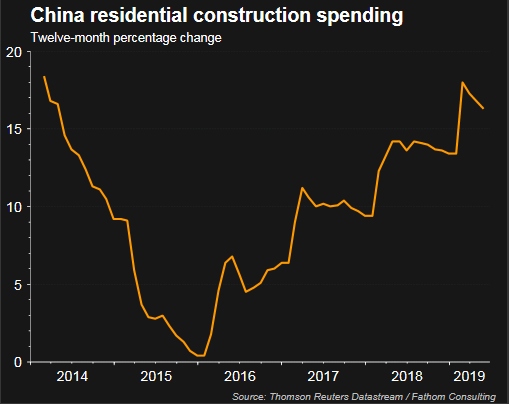 China residential construction spending
Twelve-month percentage change
20
15
10
5
0
2014 2015 2016 2017 2018 2019
Source: Thomson Reuters Datastream / Fathom Consulting